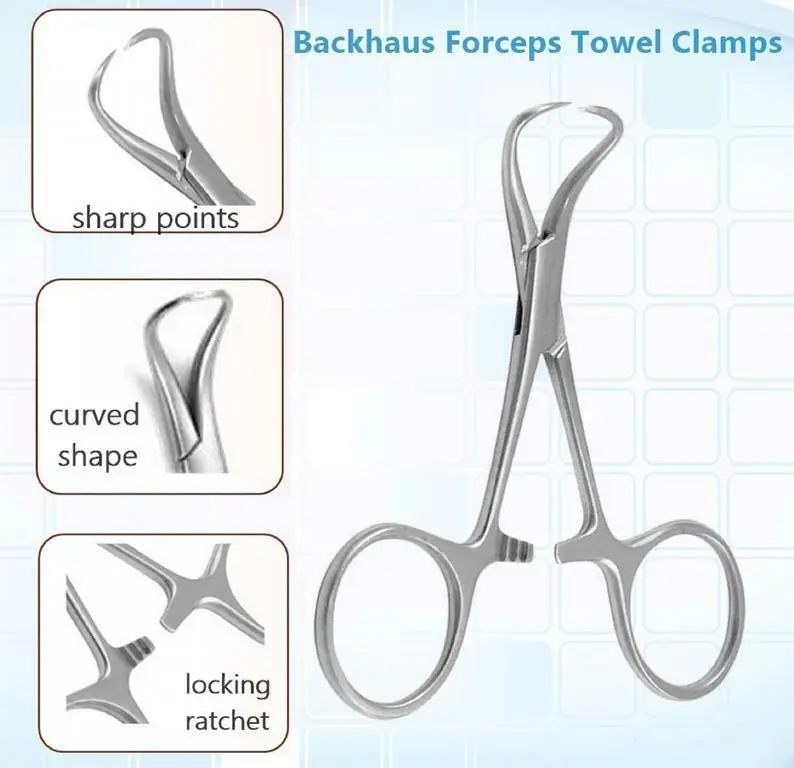 Backhaus Forceps Towel Clamps
sharp points
curved
shape
locking
ratchet